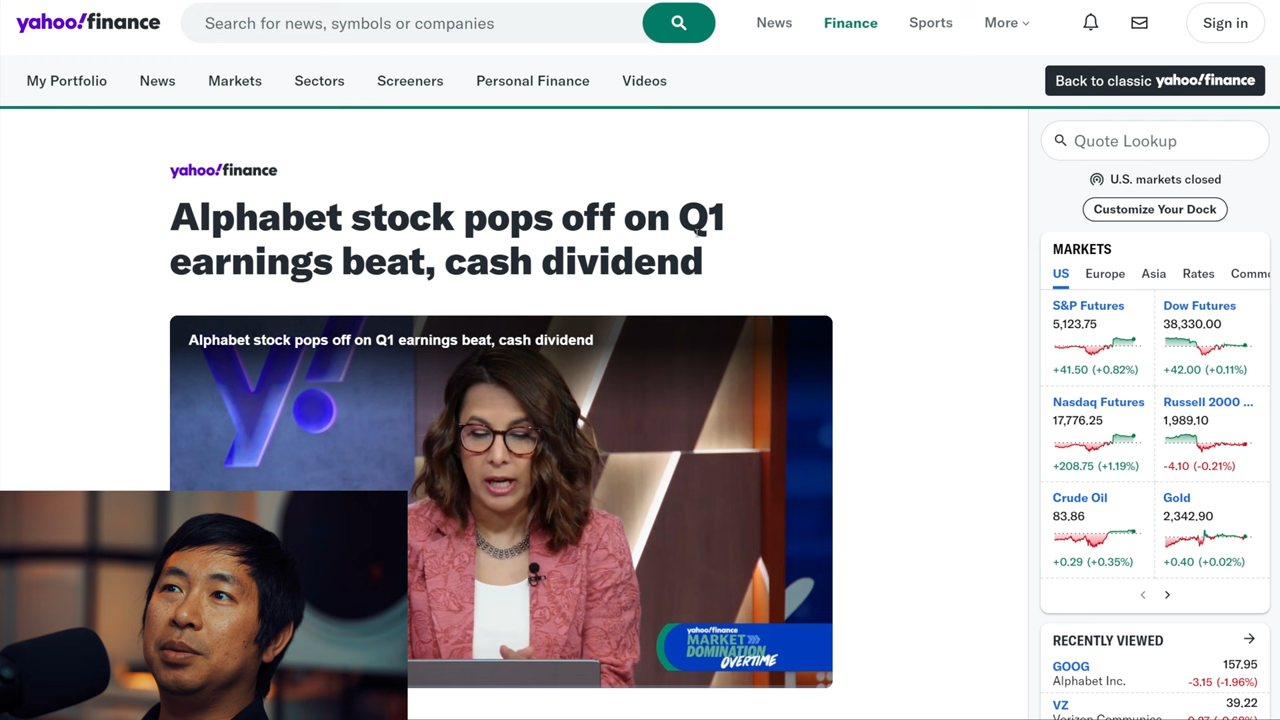 yahoo!finance
Search for news, symbols or companies
News
Finance
Sports
More
Sign in
My Portfolio
News
Markets
Sectors
Screeners
Personal Finance
Videos
Back to classic yahoo!finance
yahoo!finance
Alphabet stock pops off on Q1
earnings beat, cash dividend
Alphabet stock pops off on Q1 earnings beat, cash dividend
Y!
yahoo!finance
MARKET
DOMINATION
OVERTIME
Quote Lookup
U.S. markets closed
Customize Your Dock
MARKETS
US
Europe
Asia
Rates
Commo
S&P Futures
5,123.75
+41.50 (+0.82%)
Dow Futures
38,330.00
+42.00 (+0.11%)
Nasdaq Futures
17,776.25
+208.75 (+1.19%)
Russell 2000 ...
1,989.10
-4.10 (-0.21%)
Crude Oil
83.86
+0.29 (+0.35%)
Gold
2,342.90
+0.40 (+0.02%)
RECENTLY VIEWED
GOOG
157.95
Alphabet Inc.
-3.15 (-1.96%)
VZ
39.22